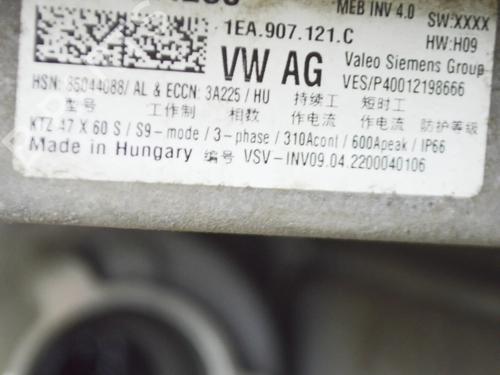 MEB INV 4.0 SW:XXXX
1EA.907.121.C HW:H09
VW AG Valeo Siemens Group
VES/P40012198666
HSN: 85044088/ AL & ECCN: 3A225 / HU
型号 工作制 相数 持续工作电流 短时工作电流 防护等级
KTZ 47 X 60 S / S9-mode / 3-phase / 310Acont / 600Apeak / IP66
Made in Hungary 编号 VSV-INV09.04.2200040106